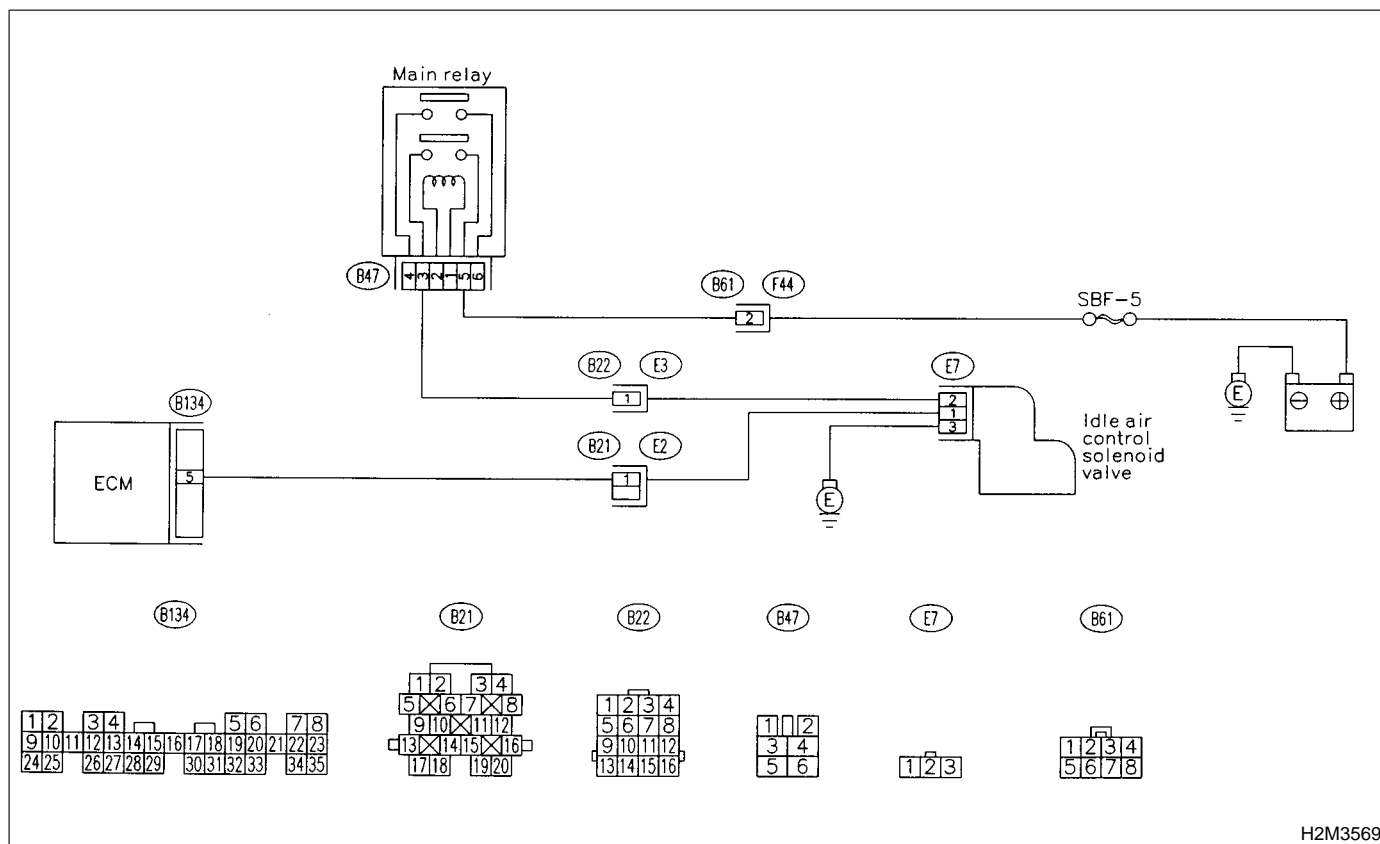 Main relay
B47
4 3 2 1 5 6
B61 F44
2
SBF-5
B22 E3
1
E7
2
1
3
E
⊖ ⊕
Idle air
control
solenoid
valve
B134
ECM
5
B21 E2
1
E
B134 B21 B22 B47 E7 B61
1 2 3 4 5 6 7 8
9 10 11 12 13 14 15 16 17 18 19 20 21 22 23
24 25 26 27 28 29 30 31 32 33 34 35
1 2 3 4
5 6 7 8
9 10 11 12
13 14 15 16
17 18 19 20
1 2 3 4
5 6 7 8
9 10 11 12
13 14 15 16
1 2
3 4
5 6
1 2 3
1 2 3 4
5 6 7 8
H2M3569